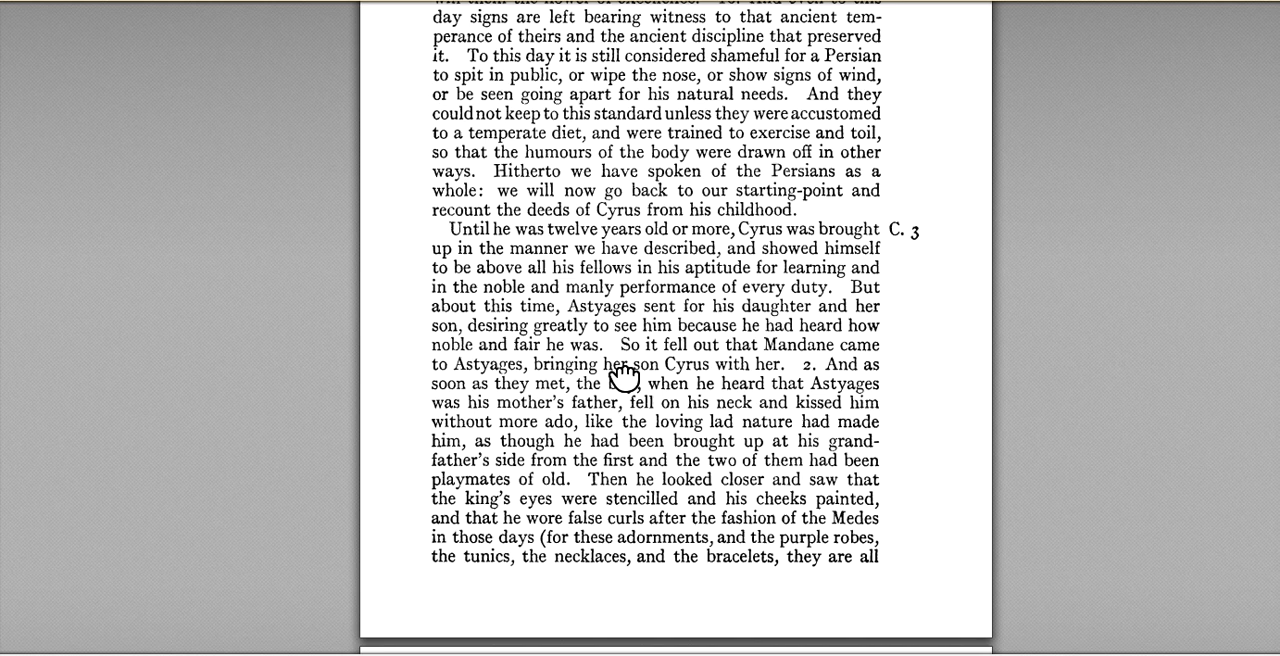 day signs are left bearing witness to that ancient tem-
perance of theirs and the ancient discipline that preserved
it. To this day it is still considered shameful for a Persian
to spit in public, or wipe the nose, or show signs of wind,
or be seen going apart for his natural needs. And they
could not keep to this standard unless they were accustomed
to a temperate diet, and were trained to exercise and toil,
so that the humours of the body were drawn off in other
ways. Hitherto we have spoken of the Persians as a
whole: we will now go back to our starting-point and
recount the deeds of Cyrus from his childhood.
Until he was twelve years old or more, Cyrus was brought C. 3
up in the manner we have described, and showed himself
to be above all his fellows in his aptitude for learning and
in the noble and manly performance of every duty. But
about this time, Astyages sent for his daughter and her
son, desiring greatly to see him because he had heard how
noble and fair he was. So it fell out that Mandane came
to Astyages, bringing her son Cyrus with her. 2. And as
soon as they met, the when he heard that Astyages
was his mother's father, fell on his neck and kissed him
without more ado, like the loving lad nature had made
him, as though he had been brought up at his grand-
father's side from the first and the two of them had been
playmates of old. Then he looked closer and saw that
the king's eyes were stencilled and his cheeks painted,
and that he wore false curls after the fashion of the Medes
in those days (for these adornments, and the purple robes,
the tunics, the necklaces, and the bracelets, they are all